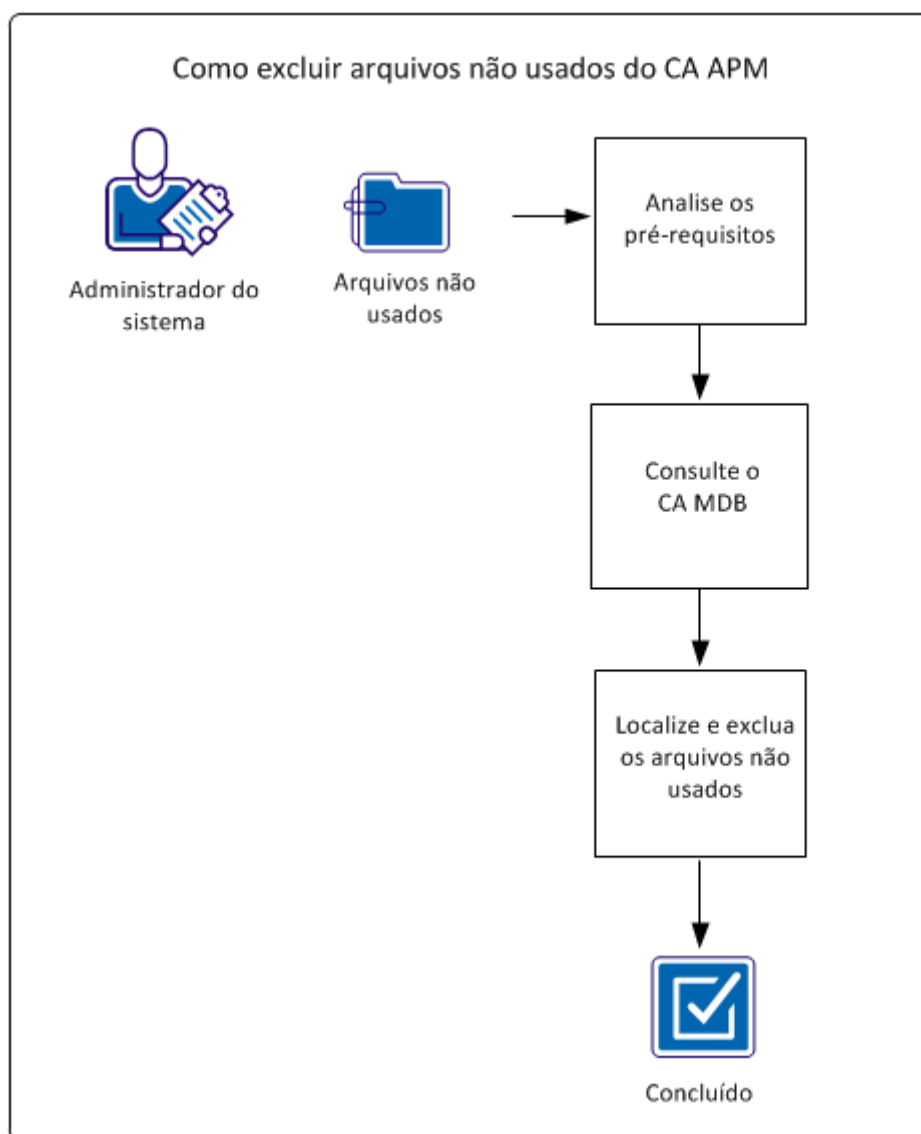 Como excluir arquivos não usados do CA APM
Administrador do
sistema
Arquivos não
usados
Analise os
pré-requisitos
Consulte o
CA MDB
Localize e exclua
os arquivos não
usados
Concluído